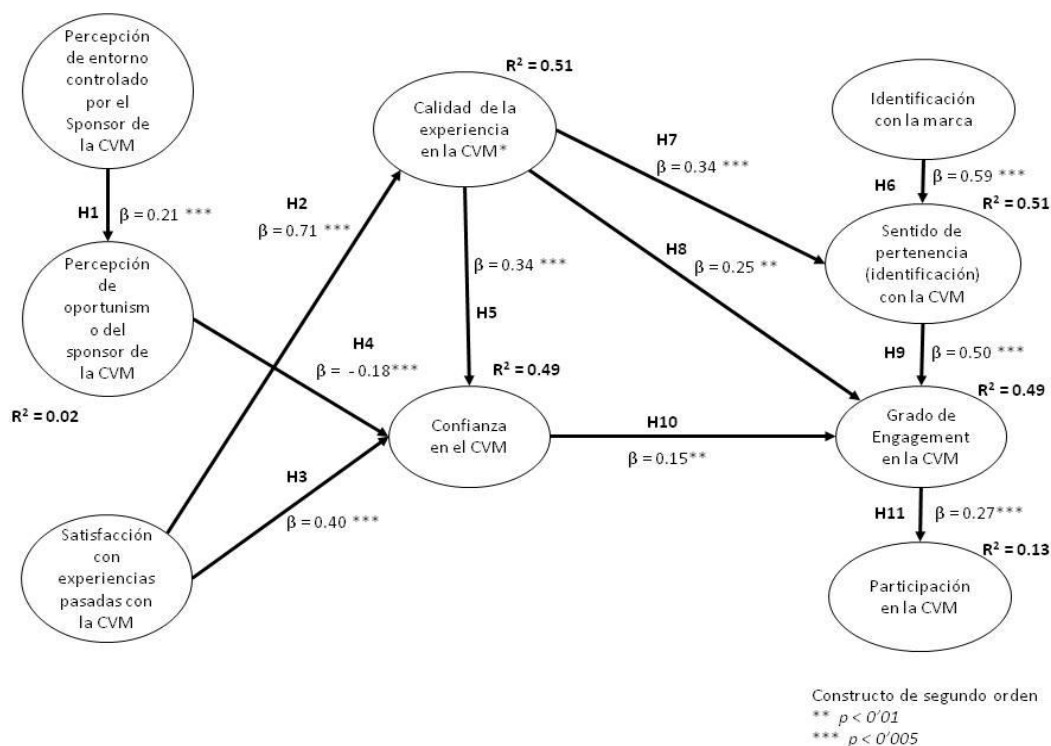 Percepción
de entorno
controlado
por el
Sponsor de
la CVM
H1
β = 0.21 ***
Percepción
de
oportunism
o del
sponsor de
la CVM
R² = 0.02
Satisfacción
con
experiencias
pasadas con
la CVM
H2
β = 0.71 ***
H4
β = - 0.18***
H3
β = 0.40 ***
R² = 0.51
Calidad de la
experiencia
en la CVM*
β = 0.34 ***
H5
R² = 0.49
Confianza
en el CVM
H7
β = 0.34 ***
H8
β = 0.25 **
H10
β = 0.15**
Identificación
con la marca
H6
β = 0.59 ***
R² = 0.51
Sentido de
pertenencia
(identificación)
con la CVM
H9
β = 0.50 ***
R² = 0.49
Grado de
Engagement
en la CVM
H11
β = 0.27***
R² = 0.13
Participación
en la CVM
Constructo de segundo orden
** p < 0'01
*** p < 0'005